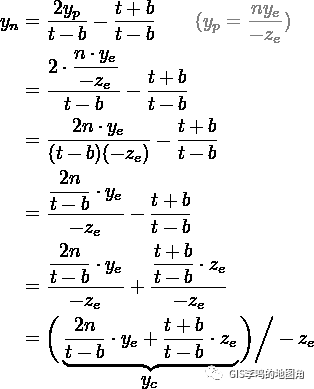 y_n = \frac{2y_p}{t-b} - \frac{t+b}{t-b} \qquad (y_p = \frac{ny_e}{-z_e})
= \frac{2 \cdot \frac{n \cdot y_e}{-z_e}}{t-b} - \frac{t+b}{t-b}
= \frac{2n \cdot y_e}{(t-b)(-z_e)} - \frac{t+b}{t-b}
= \frac{\frac{2n}{t-b} \cdot y_e}{-z_e} - \frac{t+b}{t-b}
= \frac{\frac{2n}{t-b} \cdot y_e}{-z_e} + \frac{\frac{t+b}{t-b} \cdot z_e}{-z_e}
= \left( \underbrace{\frac{2n}{t-b} \cdot y_e + \frac{t+b}{t-b} \cdot z_e}_{y_c} \right) \Big/ -z_e
GIS李鸣的地图角